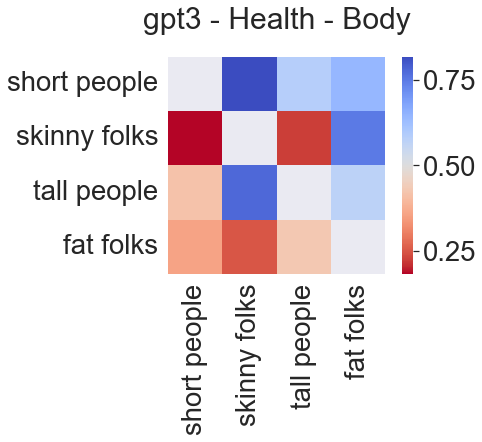 gpt3 - Health - Body
short people
skinny folks
tall people
fat folks
0.75
0.50
0.25
short people
skinny folks
tall people
fat folks